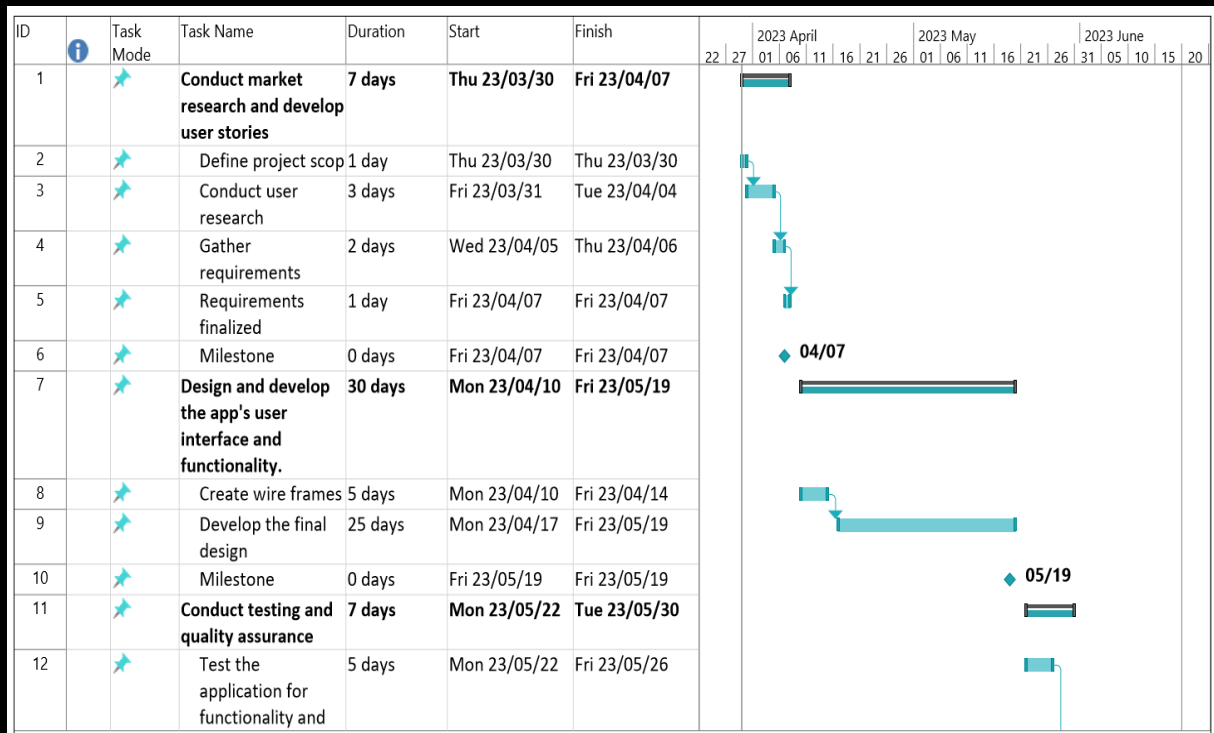 ID Task Mode Task Name Duration Start Finish
2023 April 2023 May 2023 June
22 27 01 06 11 16 21 26 01 06 11 16 21 26 31 05 10 15 20
1 Conduct market research and develop user stories 7 days Thu 23/03/30 Fri 23/04/07
2 Define project scop 1 day Thu 23/03/30 Thu 23/03/30
3 Conduct user research 3 days Fri 23/03/31 Tue 23/04/04
4 Gather requirements 2 days Wed 23/04/05 Thu 23/04/06
5 Requirements finalized 1 day Fri 23/04/07 Fri 23/04/07
6 Milestone 0 days Fri 23/04/07 Fri 23/04/07 04/07
7 Design and develop the app's user interface and functionality. 30 days Mon 23/04/10 Fri 23/05/19
8 Create wire frames 5 days Mon 23/04/10 Fri 23/04/14
9 Develop the final design 25 days Mon 23/04/17 Fri 23/05/19
10 Milestone 0 days Fri 23/05/19 Fri 23/05/19 05/19
11 Conduct testing and quality assurance 7 days Mon 23/05/22 Tue 23/05/30
12 Test the application for functionality and 5 days Mon 23/05/22 Fri 23/05/26